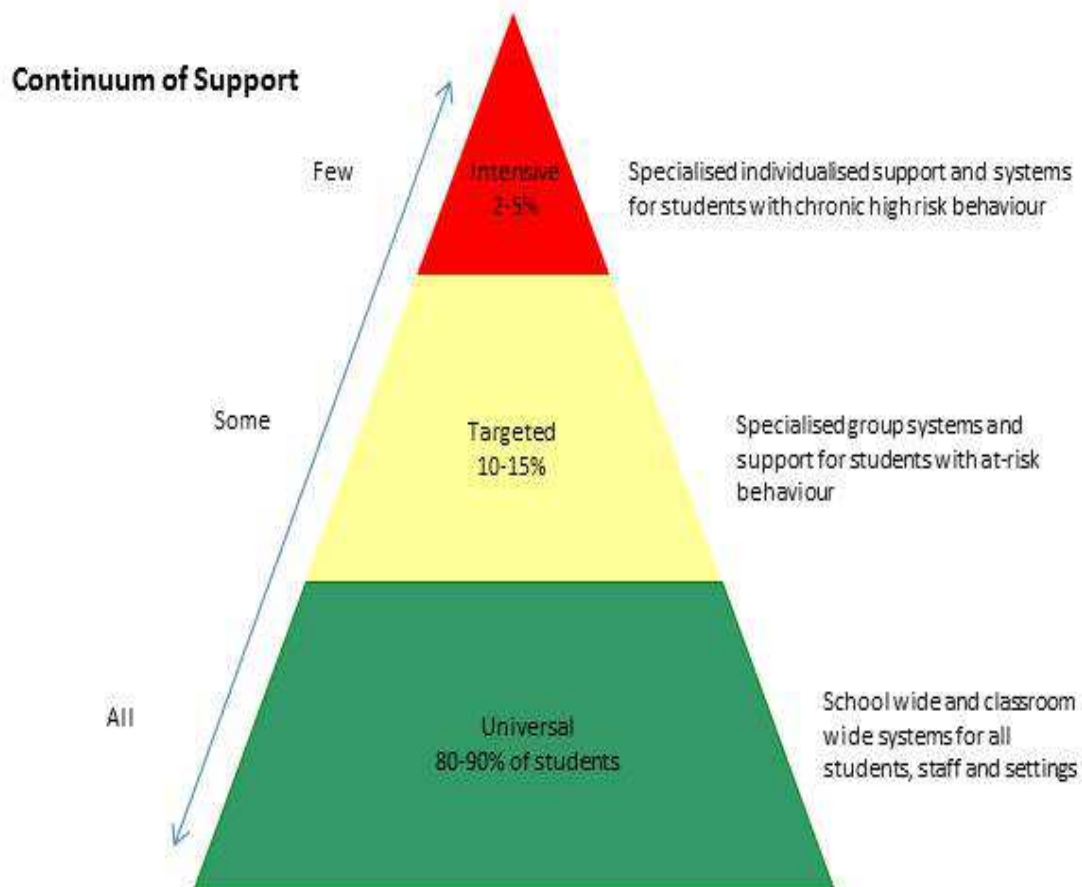 Continuum of Support
Few
Intensive
2-5%
Specialised individualised support and systems
for students with chronic high risk behaviour
Some
Targeted
10-15%
Specialised group systems and
support for students with at-risk
behaviour
All
Universal
80-90% of students
School wide and classroom
wide systems for all
students, staff and settings